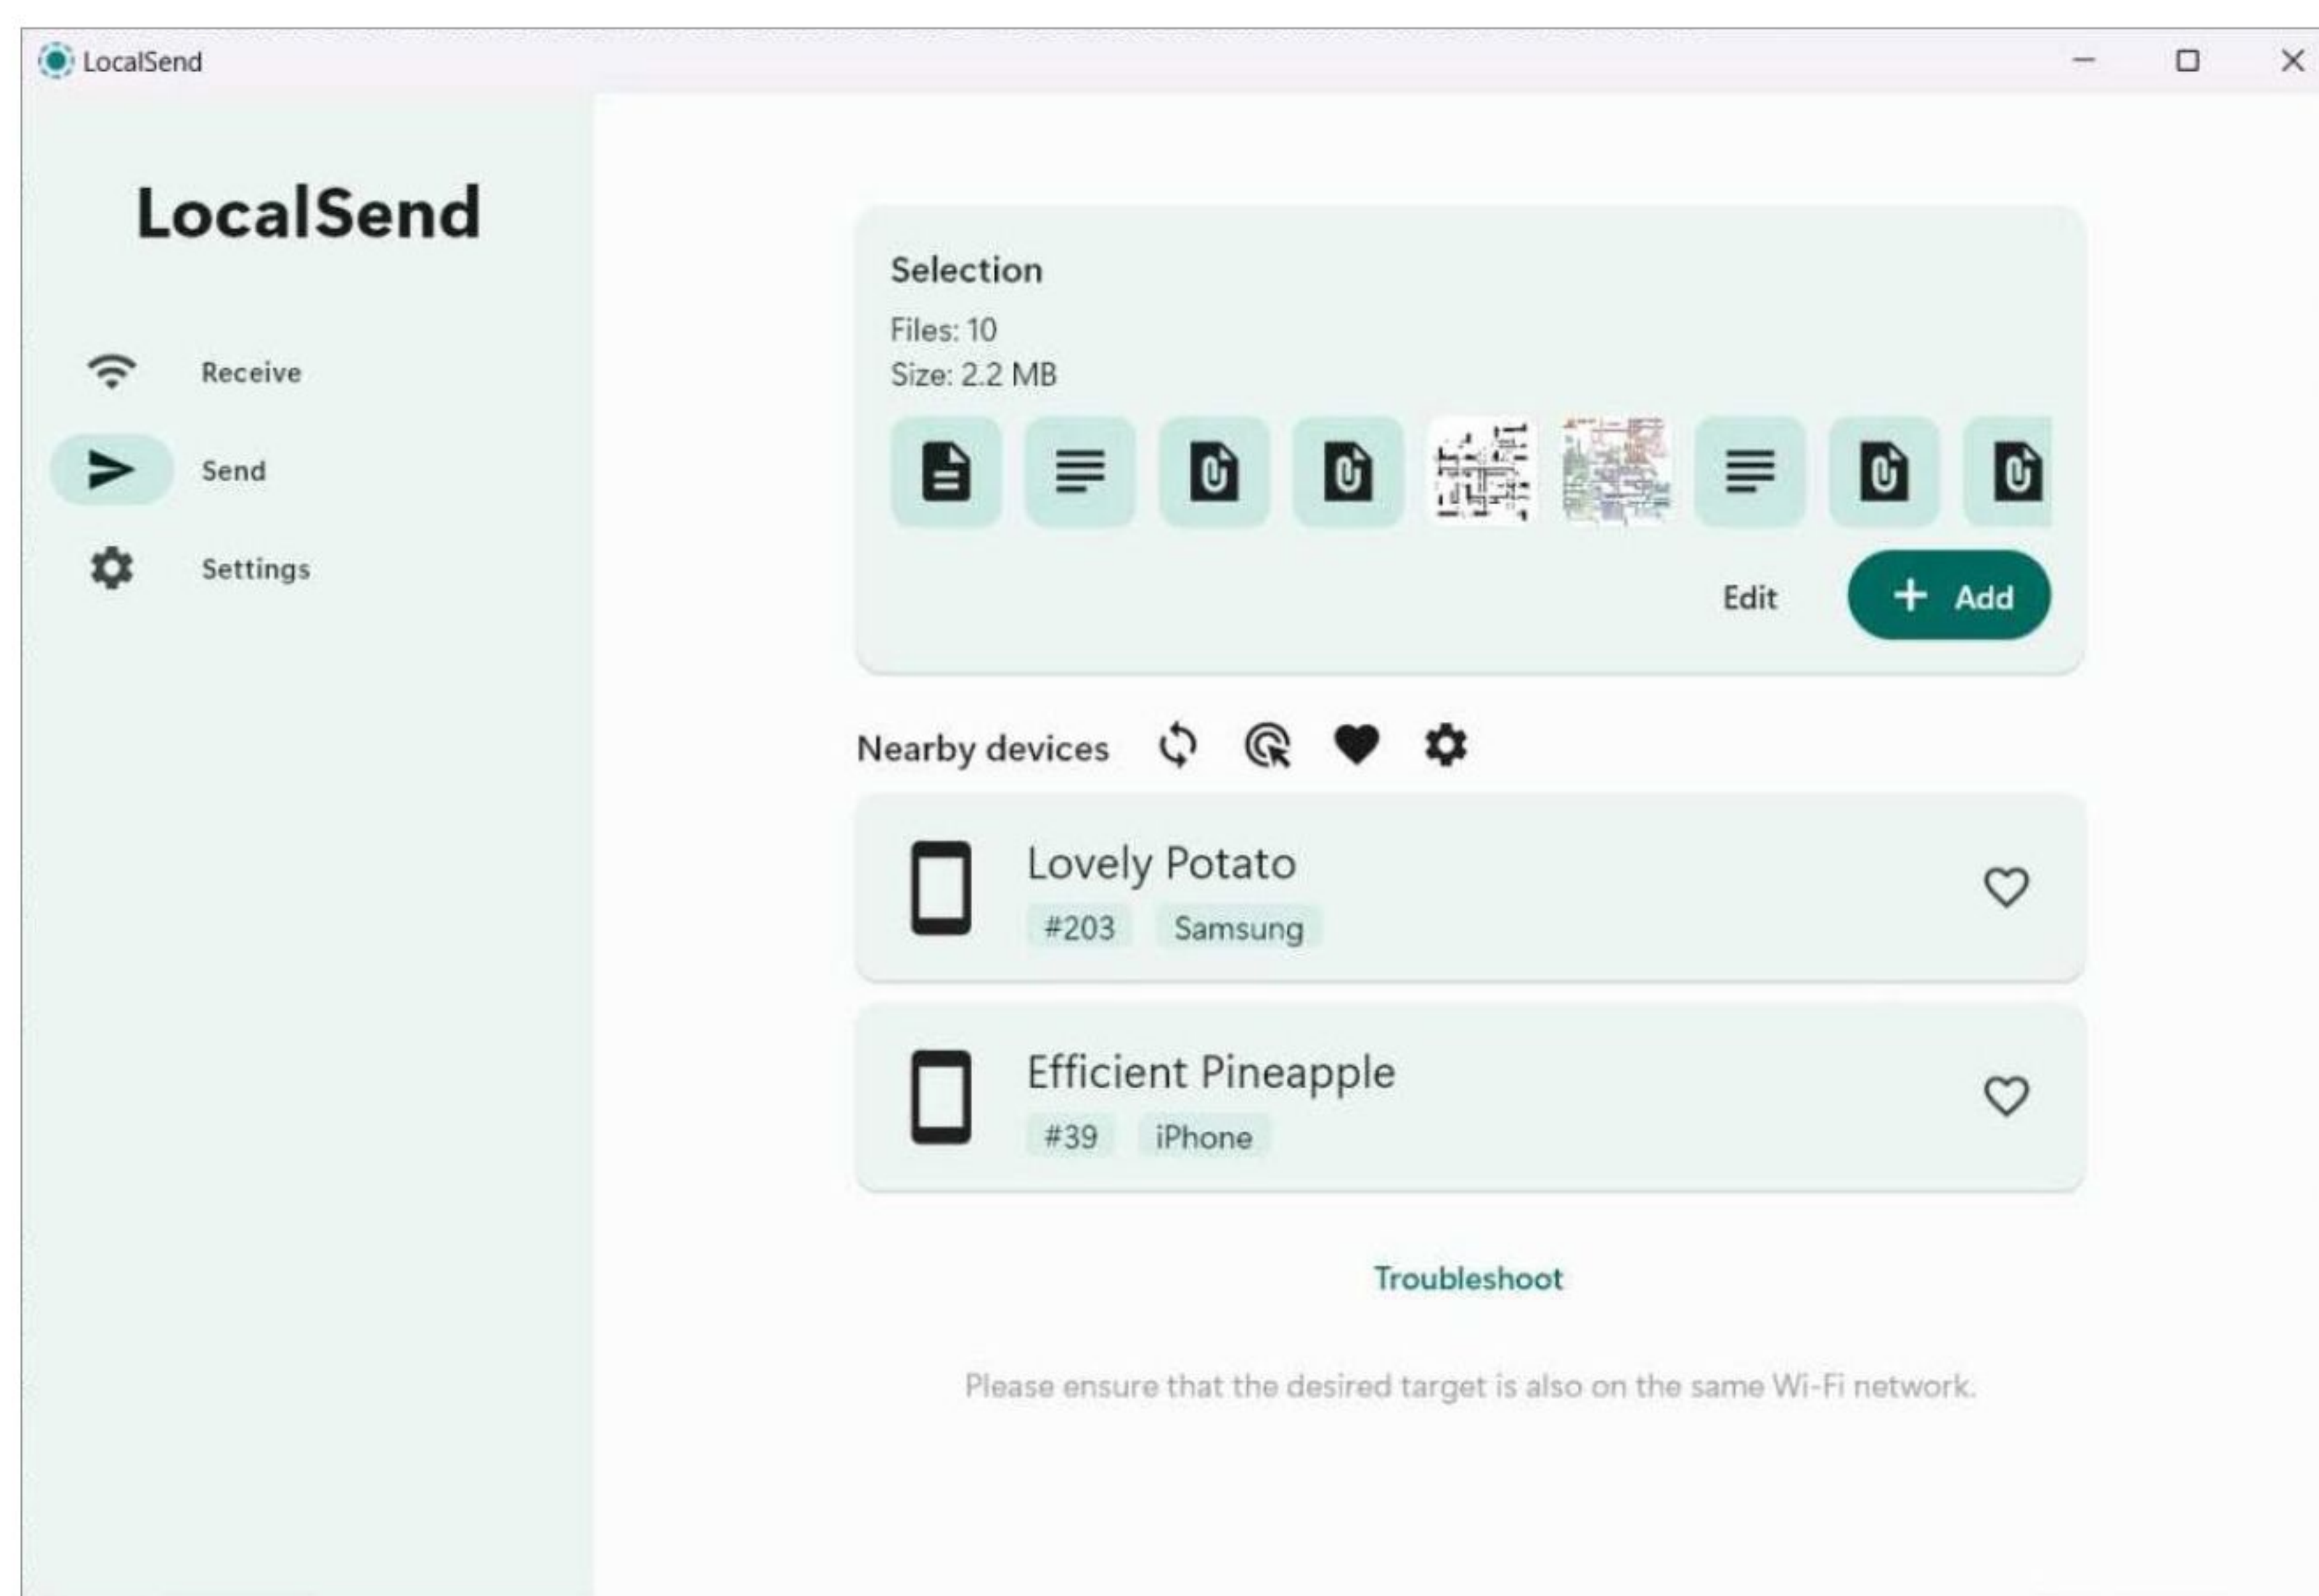 LocalSend
LocalSend
Receive
Send
Settings
Selection
Files: 10
Size: 2.2 MB
Edit
+ Add
Nearby devices
Lovely Potato
#203 Samsung
Efficient Pineapple
#39 iPhone
Troubleshoot
Please ensure that the desired target is also on the same Wi-Fi network.